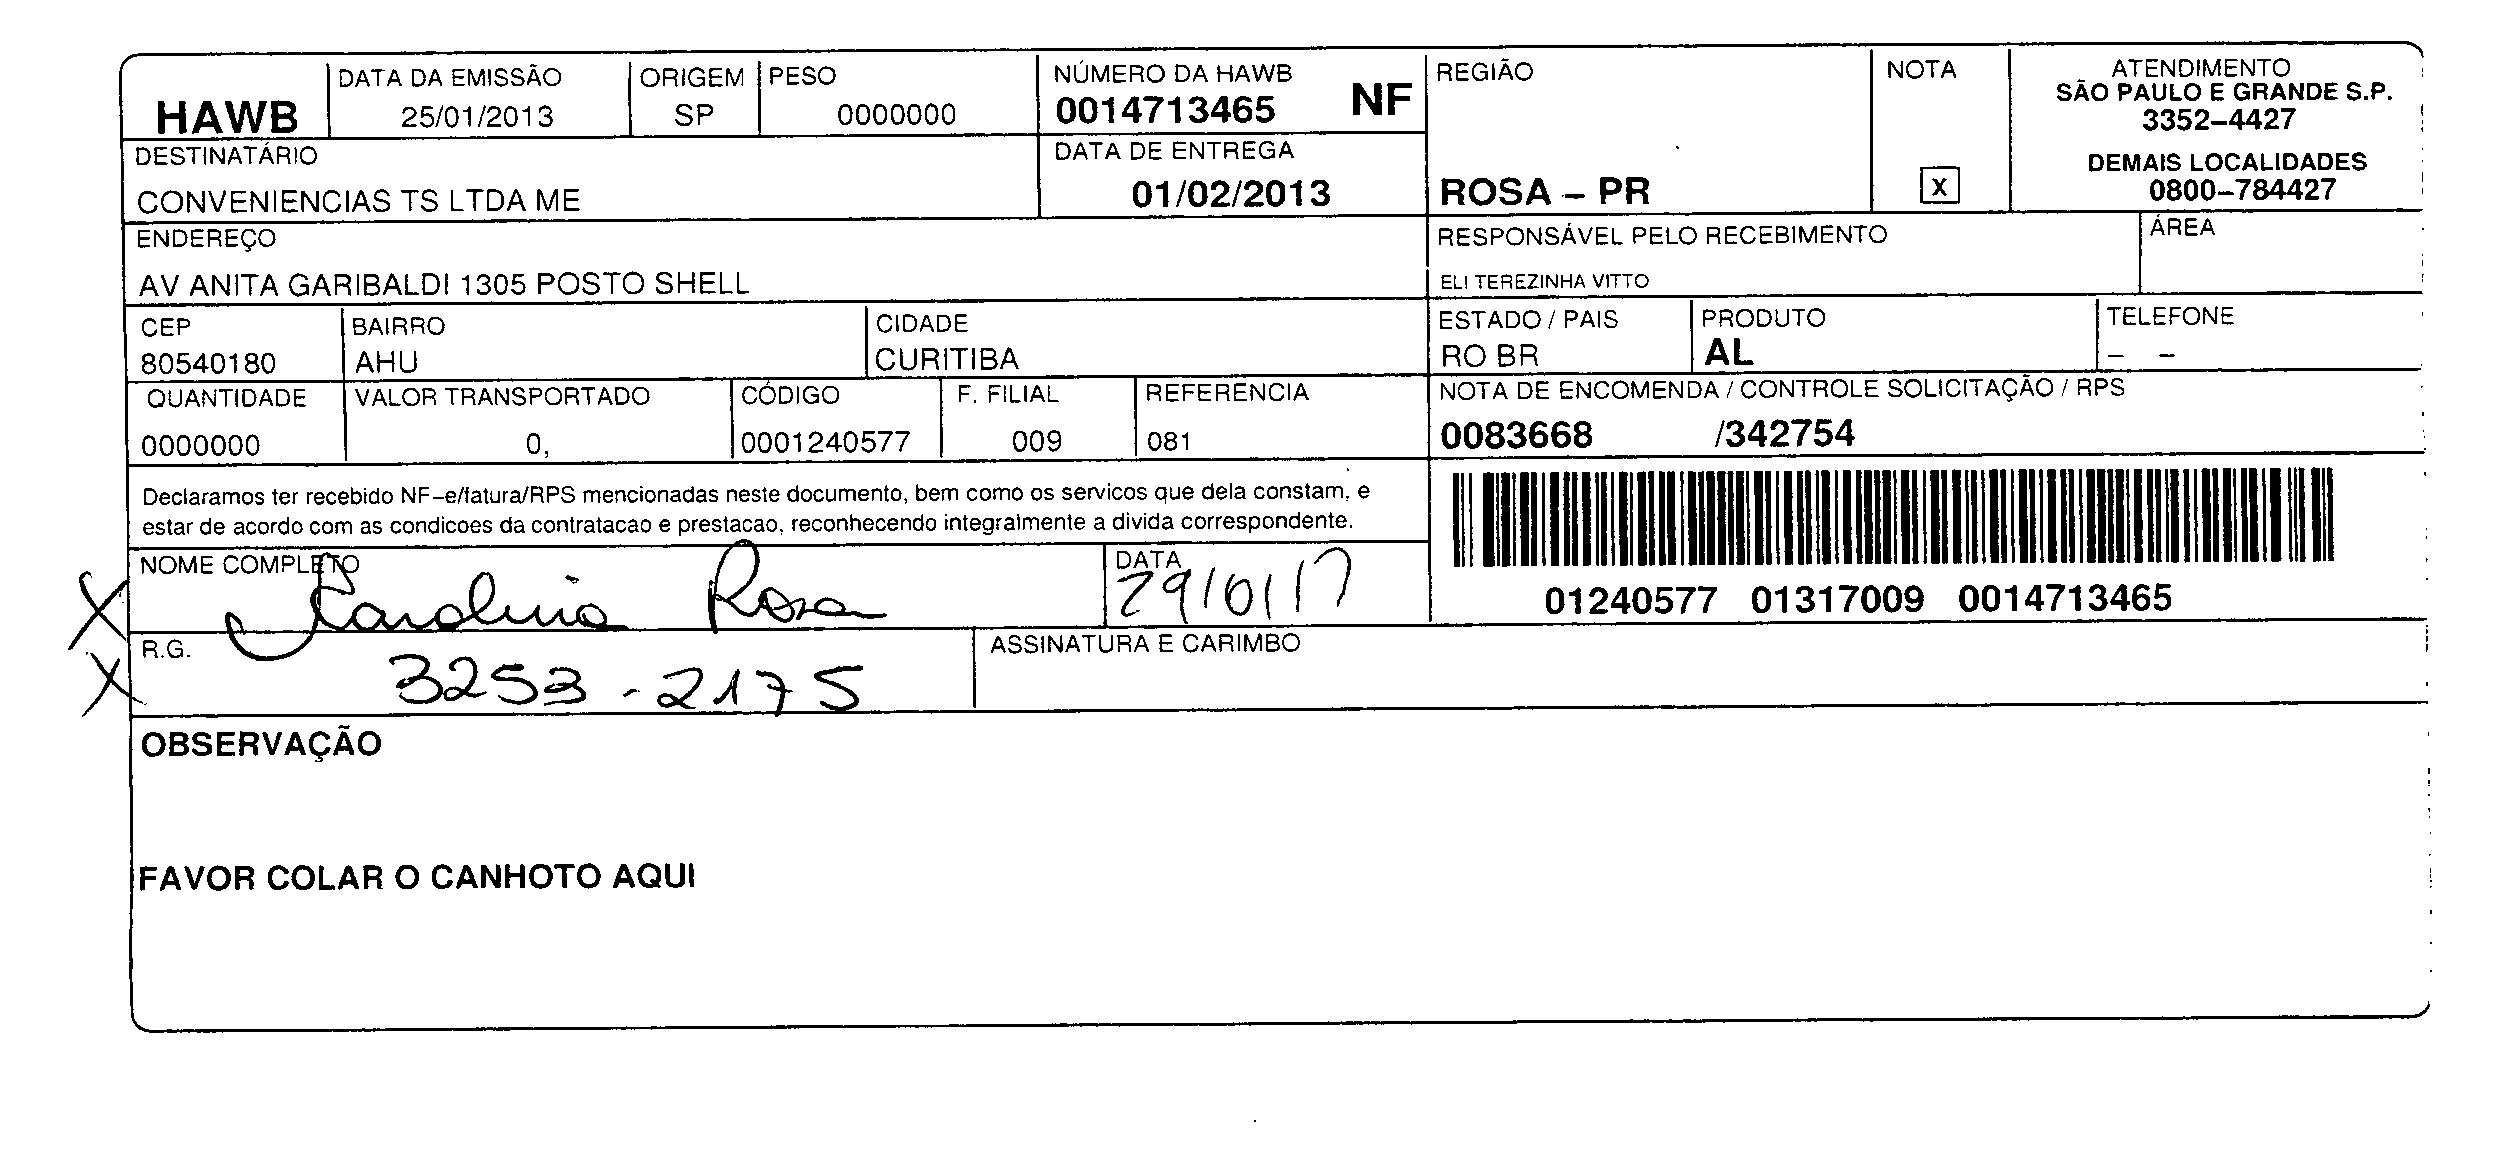 HAWB
DATA DA EMISSÃO
25/01/2013
ORIGEM
SP
PESO
0000000
NÚMERO DA HAWB
0014713465 NF
REGIÃO
ROSA – PR
NOTA
X
ATENDIMENTO
SÃO PAULO E GRANDE S.P.
3352–4427
DEMAIS LOCALIDADES
0800–784427
DESTINATÁRIO
CONVENIENCIAS TS LTDA ME
DATA DE ENTREGA
01/02/2013
ENDEREÇO
AV ANITA GARIBALDI 1305 POSTO SHELL
RESPONSÁVEL PELO RECEBIMENTO
ELI TEREZINHA VITTO
ÁREA
CEP
80540180
BAIRRO
AHU
CIDADE
CURITIBA
ESTADO / PAIS
RO BR
PRODUTO
AL
TELEFONE
– –
QUANTIDADE
0000000
VALOR TRANSPORTADO
0,
CÓDIGO
0001240577
F. FILIAL
009
REFERENCIA
081
NOTA DE ENCOMENDA / CONTROLE SOLICITAÇÃO / RPS
0083668 /342754
Declaramos ter recebido NF–e/fatura/RPS mencionadas neste documento, bem como os servicos que dela constam, e
estar de acordo com as condicoes da contratacao e prestacao, reconhecendo integralmente a divida correspondente.
01240577 01317009 0014713465
X
NOME COMPLETO
Carolina Rosa
DATA
29/01/1
X
R.G.
3253-2175
ASSINATURA E CARIMBO
OBSERVAÇÃO
FAVOR COLAR O CANHOTO AQUI